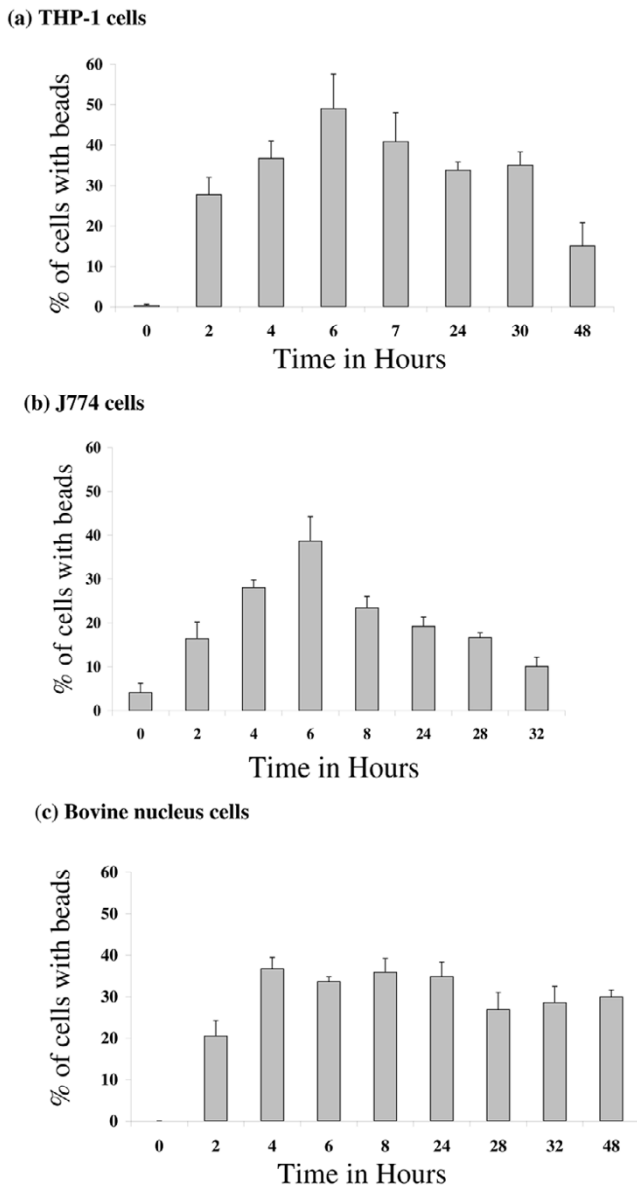 (a) THP-1 cells
% of cells with beads
60
50
40
30
20
10
0
0 2 4 6 7 24 30 48
Time in Hours
(b) J774 cells
% of cells with beads
60
50
40
30
20
10
0
0 2 4 6 8 24 28 32
Time in Hours
(c) Bovine nucleus cells
% of cells with beads
60
50
40
30
20
10
0
0 2 4 6 8 24 28 32 48
Time in Hours